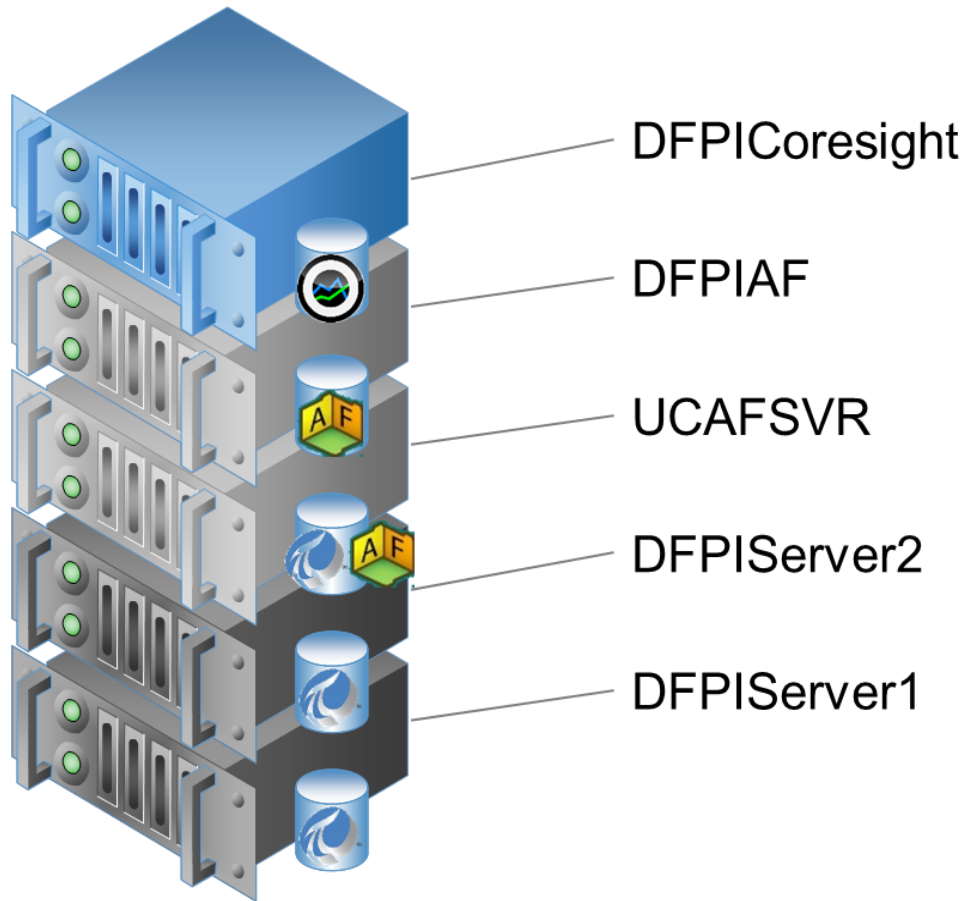 DFPICoresight
DFPIAF
UCAFSVR
DFPIServer2
DFPIServer1
A F
A F